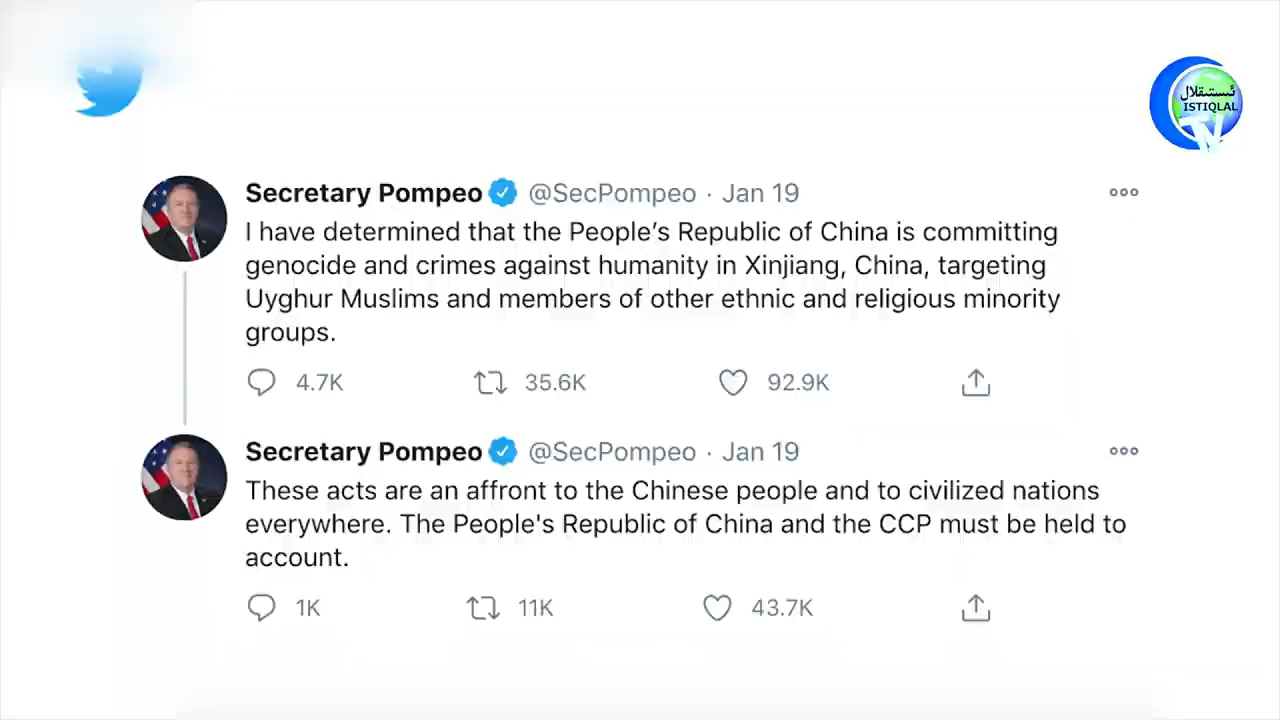 ئىستىقلال
ISTIQLAL
TV
Secretary Pompeo @SecPompeo · Jan 19
I have determined that the People’s Republic of China is committing
genocide and crimes against humanity in Xinjiang, China, targeting
Uyghur Muslims and members of other ethnic and religious minority
groups.
4.7K 35.6K 92.9K
Secretary Pompeo @SecPompeo · Jan 19
These acts are an affront to the Chinese people and to civilized nations
everywhere. The People's Republic of China and the CCP must be held to
account.
1K 11K 43.7K